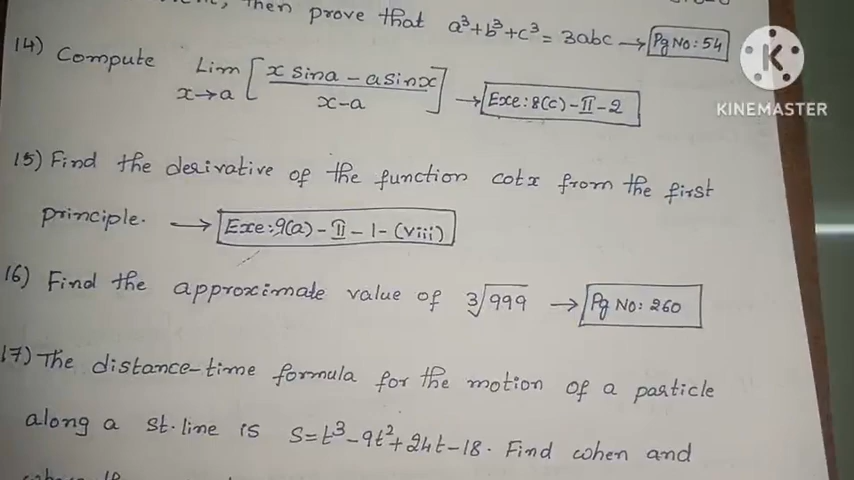 then prove that a³+b³+c³=3abc → Pg No:54
14) Compute Lim x→a [x sina - a sinx / x-a] → Exe:8(c)-II-2
KINEMASTER
15) Find the derivative of the function cotx from the first
principle. → Exe:9(a)-II-1-(viii)
16) Find the approximate value of ∛999 → Pg No:260
17) The distance-time formula for the motion of a particle
along a st.line is S=t³-9t²+24t-18. Find when and